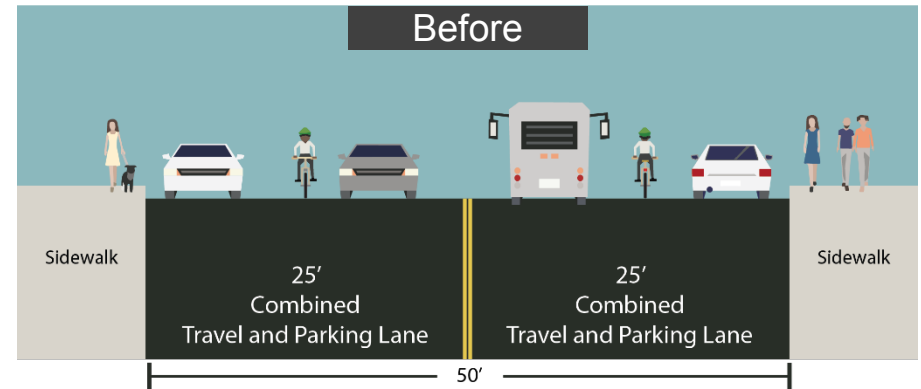 Before
Sidewalk
25’
Combined
Travel and Parking Lane
25’
Combined
Travel and Parking Lane
Sidewalk
50’